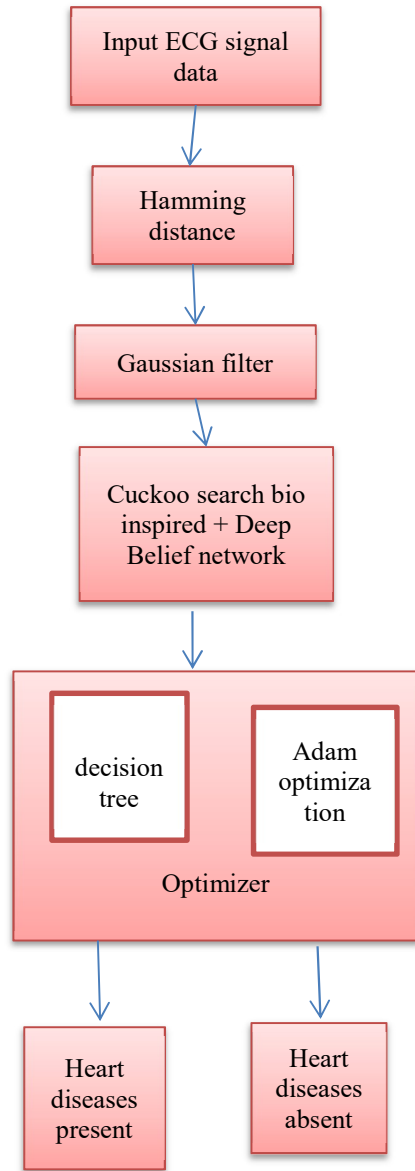 Input ECG signal
data
Hamming
distance
Gaussian filter
Cuckoo search bio
inspired + Deep
Belief network
decision
tree
Adam
optimiza
tion
Optimizer
Heart
diseases
present
Heart
diseases
absent